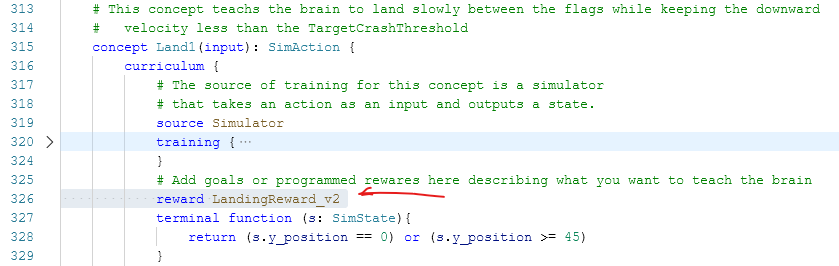 313 # This concept teachs the brain to land slowly between the flags while keeping the downward
314 #   velocity less than the TargetCrashThreshold
315 concept Land1(input): SimAction {
316     curriculum {
317         # The source of training for this concept is a simulator
318         # that takes an action as an input and outputs a state.
319         source Simulator
320 >         training {···
324         }
325         # Add goals or programmed rewares here describing what you want to teach the brain
326         reward LandingReward_v2
327         terminal function (s: SimState){
328             return (s.y_position == 0) or (s.y_position >= 45)
329         }